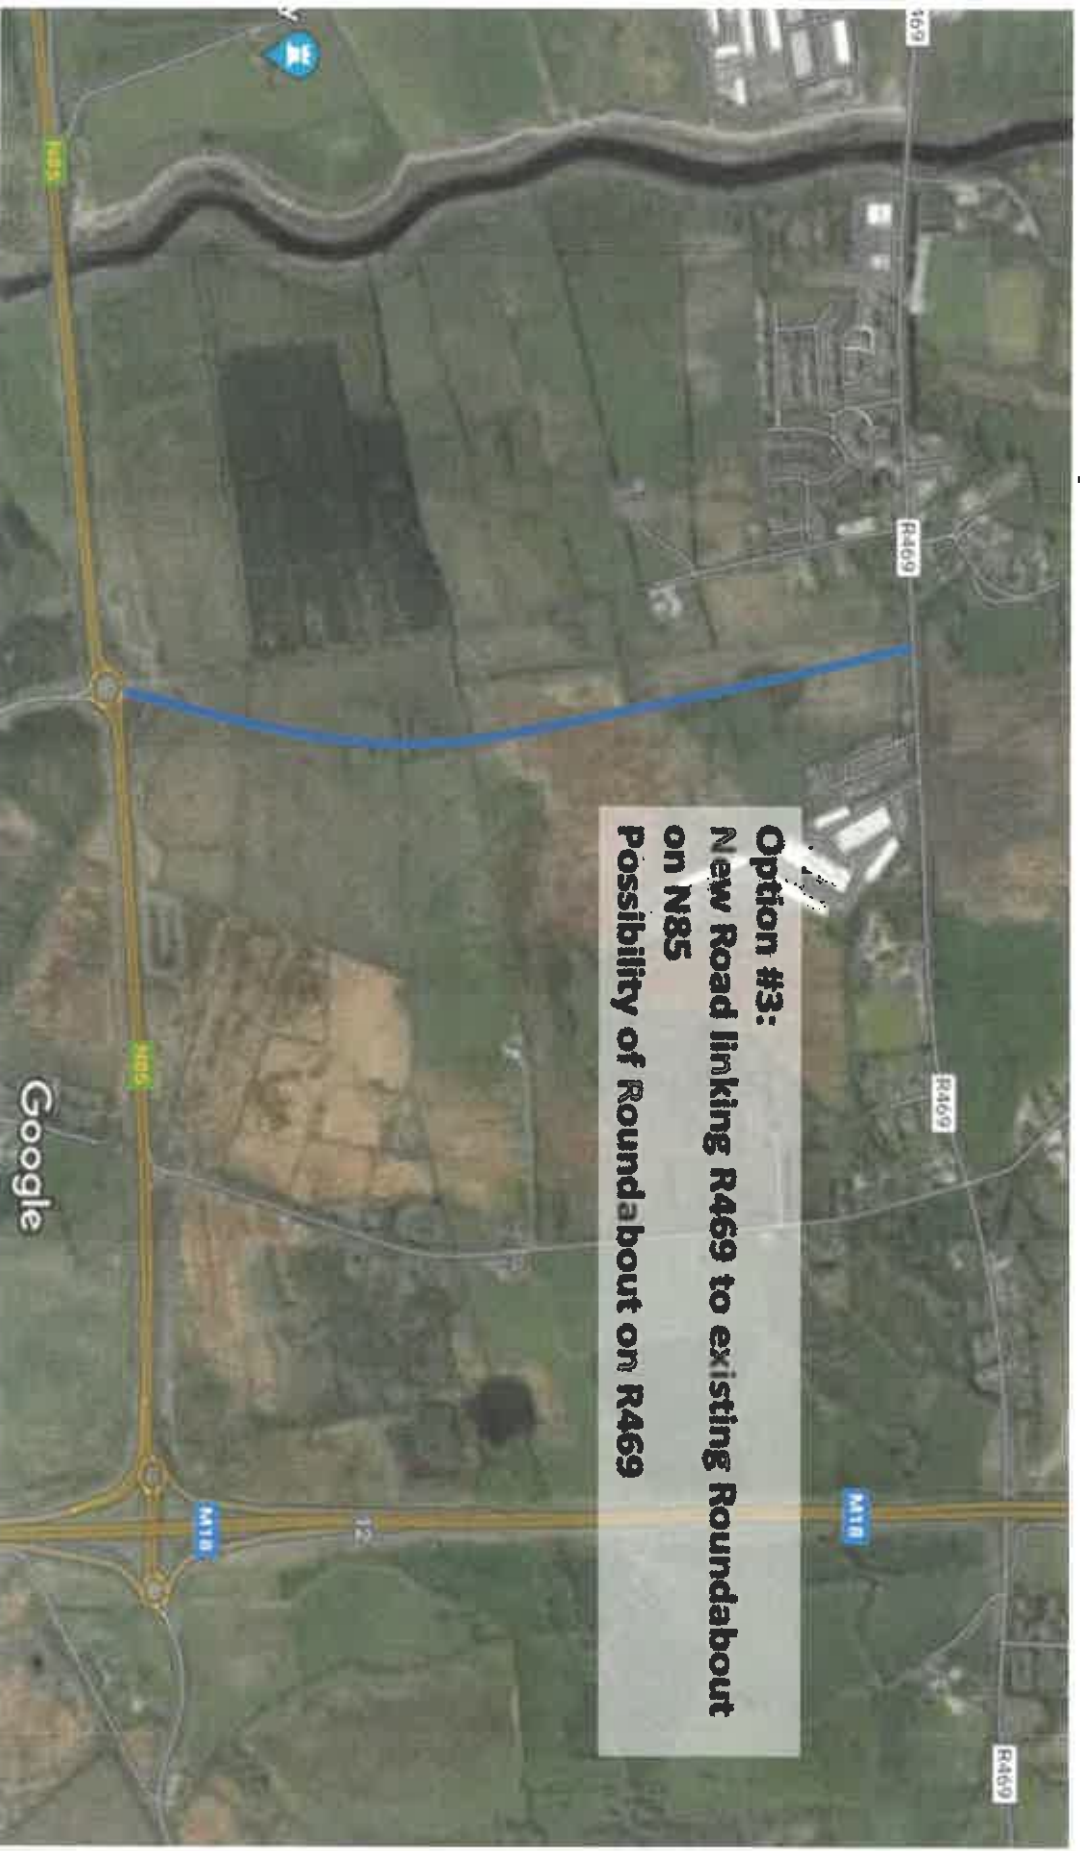 R469
R469
R469
Option #3:
New Road linking R469 to existing Roundabout
on N85
Possibility of Roundabout on R469
M18
12
M18
N85
N85
Google